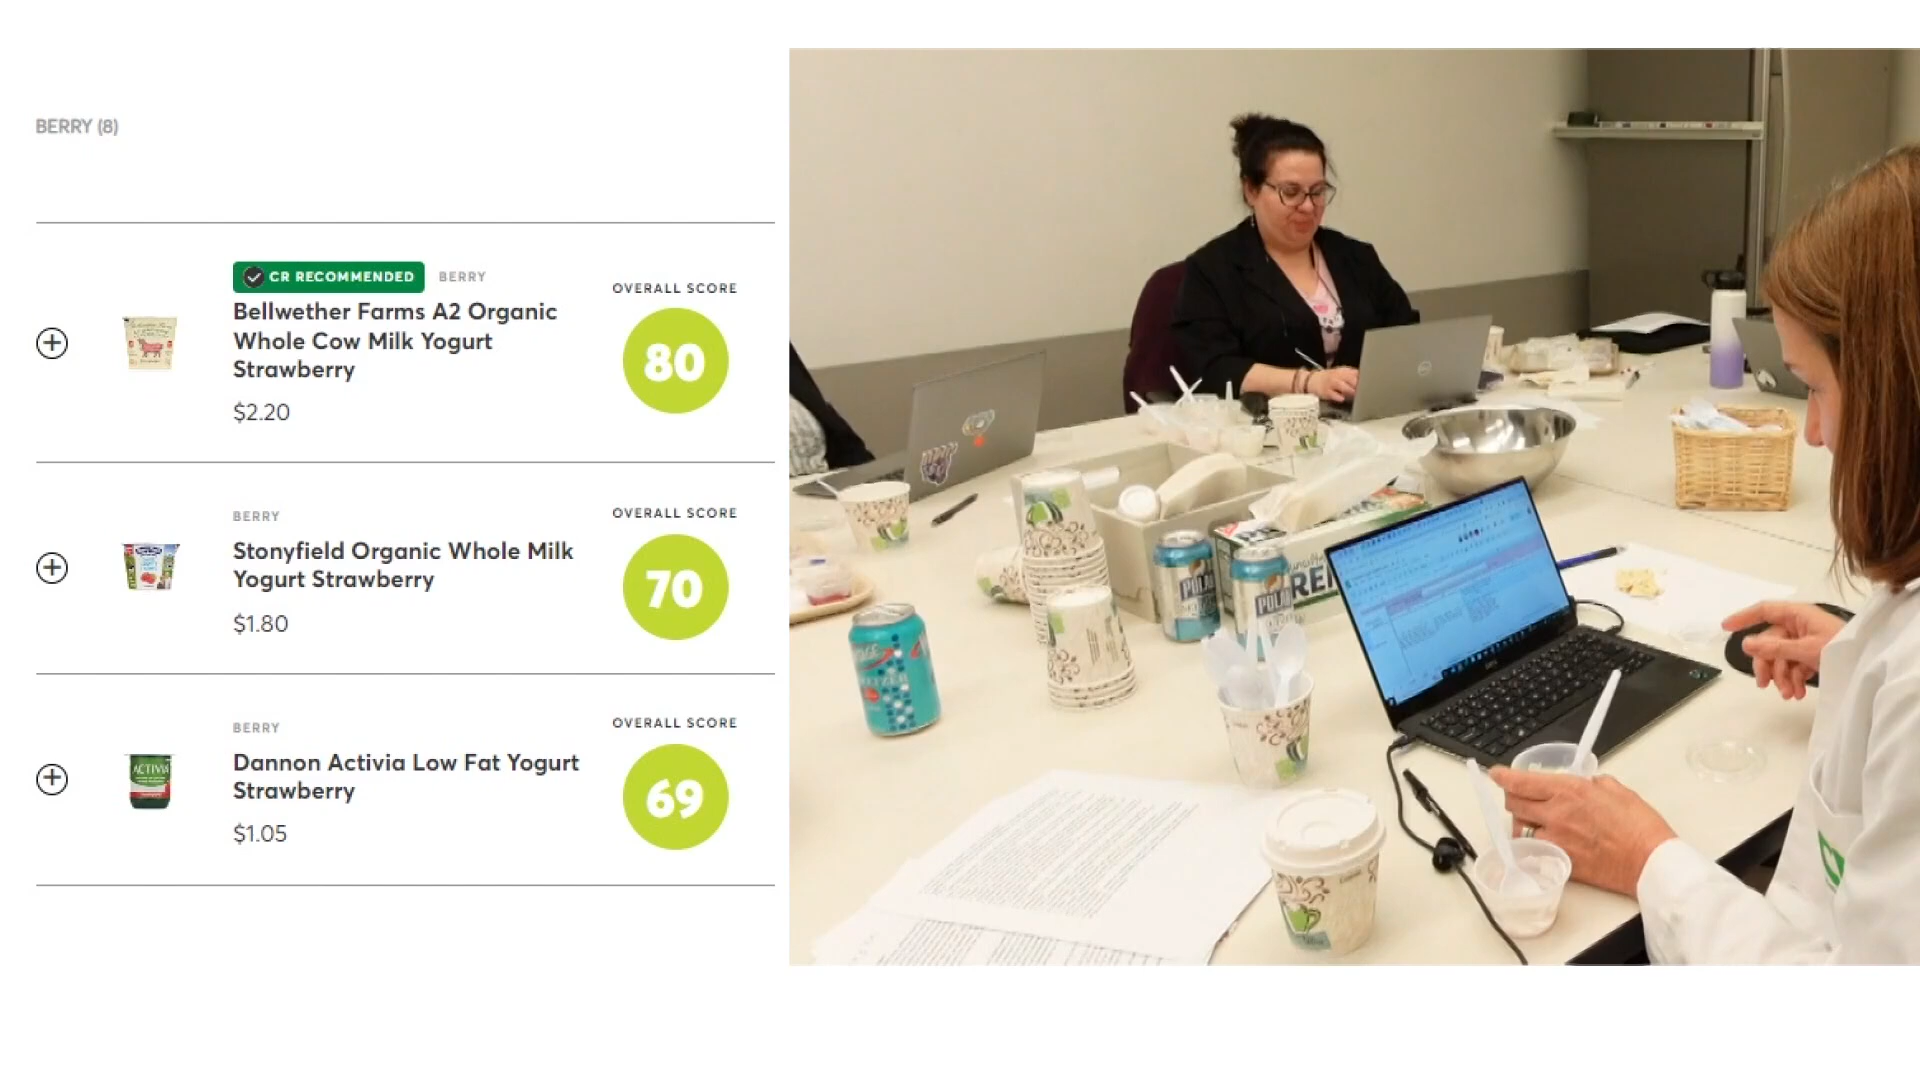 BERRY (8)
CR RECOMMENDED BERRY
Bellwether Farms A2 Organic
Whole Cow Milk Yogurt
Strawberry
$2.20
OVERALL SCORE
80
BERRY
Stonyfield Organic Whole Milk
Yogurt Strawberry
$1.80
OVERALL SCORE
70
BERRY
Dannon Activia Low Fat Yogurt
Strawberry
$1.05
OVERALL SCORE
69
ACTIVIA
POLAR
POLAR